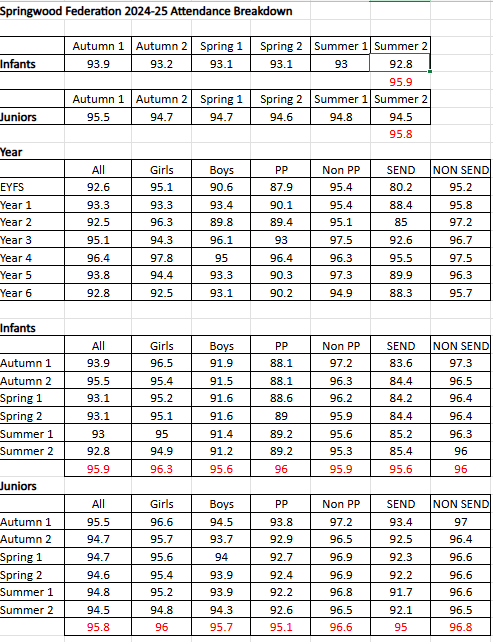 Springwood Federation 2024-25 Attendance Breakdown
Autumn 1 Autumn 2 Spring 1 Spring 2 Summer 1 Summer 2
Infants 93.9 93.2 93.1 93.1 93 92.8
95.9
Autumn 1 Autumn 2 Spring 1 Spring 2 Summer 1 Summer 2
Juniors 95.5 94.7 94.7 94.6 94.8 94.5
95.8
Year
All Girls Boys PP Non PP SEND NON SEND
EYFS 92.6 95.1 90.6 87.9 95.4 80.2 95.2
Year 1 93.3 93.3 93.4 90.1 95.4 88.4 95.8
Year 2 92.5 96.3 89.8 89.4 95.1 85 97.2
Year 3 95.1 94.3 96.1 93 97.5 92.6 96.7
Year 4 96.4 97.8 95 96.4 96.3 95.5 97.5
Year 5 93.8 94.4 93.3 90.3 97.3 89.9 96.3
Year 6 92.8 92.5 93.1 90.2 94.9 88.3 95.7
Infants
All Girls Boys PP Non PP SEND NON SEND
Autumn 1 93.9 96.5 91.9 88.1 97.2 83.6 97.3
Autumn 2 95.5 95.4 91.5 88.1 96.3 84.4 96.5
Spring 1 93.1 95.2 91.6 88.6 96.2 84.2 96.4
Spring 2 93.1 95.1 91.6 89 95.9 84.4 96.4
Summer 1 93 95 91.4 89.2 95.6 85.2 96.3
Summer 2 92.8 94.9 91.2 89.2 95.3 85.4 96
95.9 96.3 95.6 96 95.9 95.6 96
Juniors
All Girls Boys PP Non PP SEND NON SEND
Autumn 1 95.5 96.6 94.5 93.8 97.2 93.4 97
Autumn 2 94.7 95.7 93.7 92.9 96.5 92.5 96.4
Spring 1 94.7 95.6 94 92.7 96.9 92.3 96.6
Spring 2 94.6 95.4 93.9 92.4 96.9 92.2 96.6
Summer 1 94.8 95.2 93.9 92.2 96.8 91.7 96.6
Summer 2 94.5 94.8 94.3 92.6 96.5 92.1 96.5
95.8 96 95.7 95.1 96.6 95 96.8